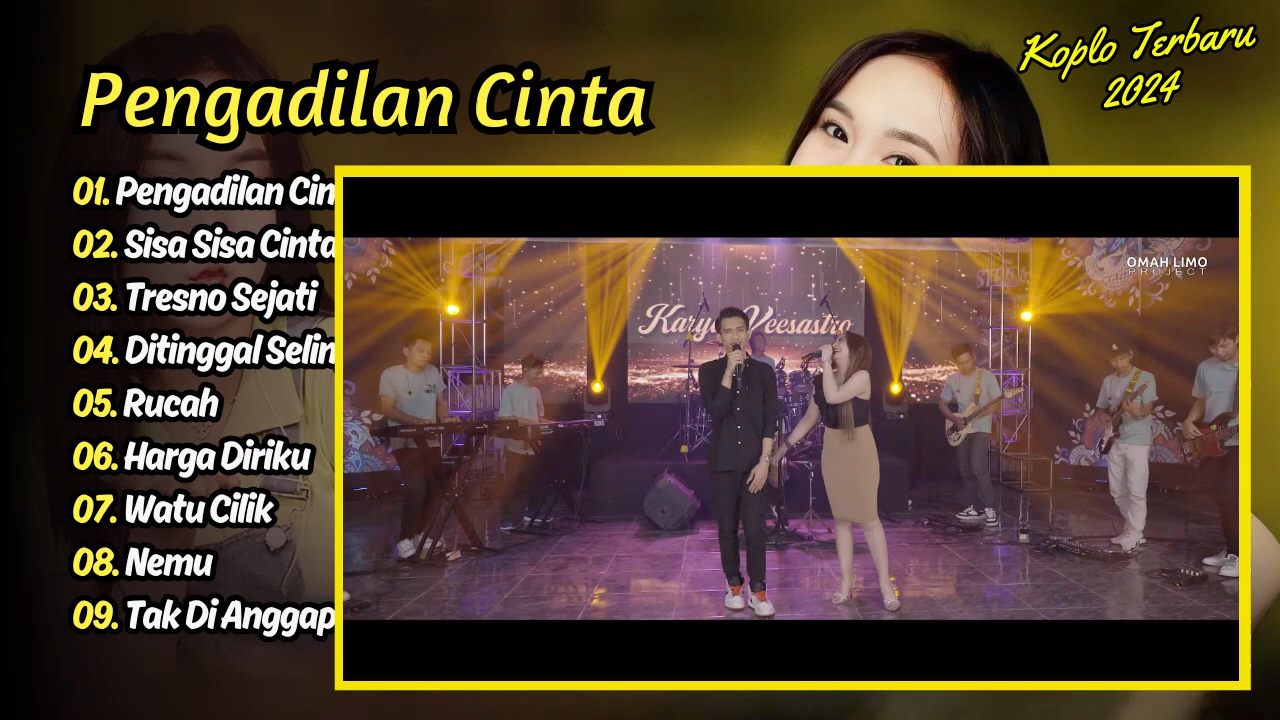 Koplo Terbaru
2024
Pengadilan Cinta
01. Pengadilan Cin
02. Sisa Sisa Cinta
03. Tresno Sejati
04. Ditinggal Selin
05. Rucah
06. Harga Diriku
07. Watu Cilik
08. Nemu
09. Tak Di Anggap
OMAH LIMO
PROJECT
Veesastro